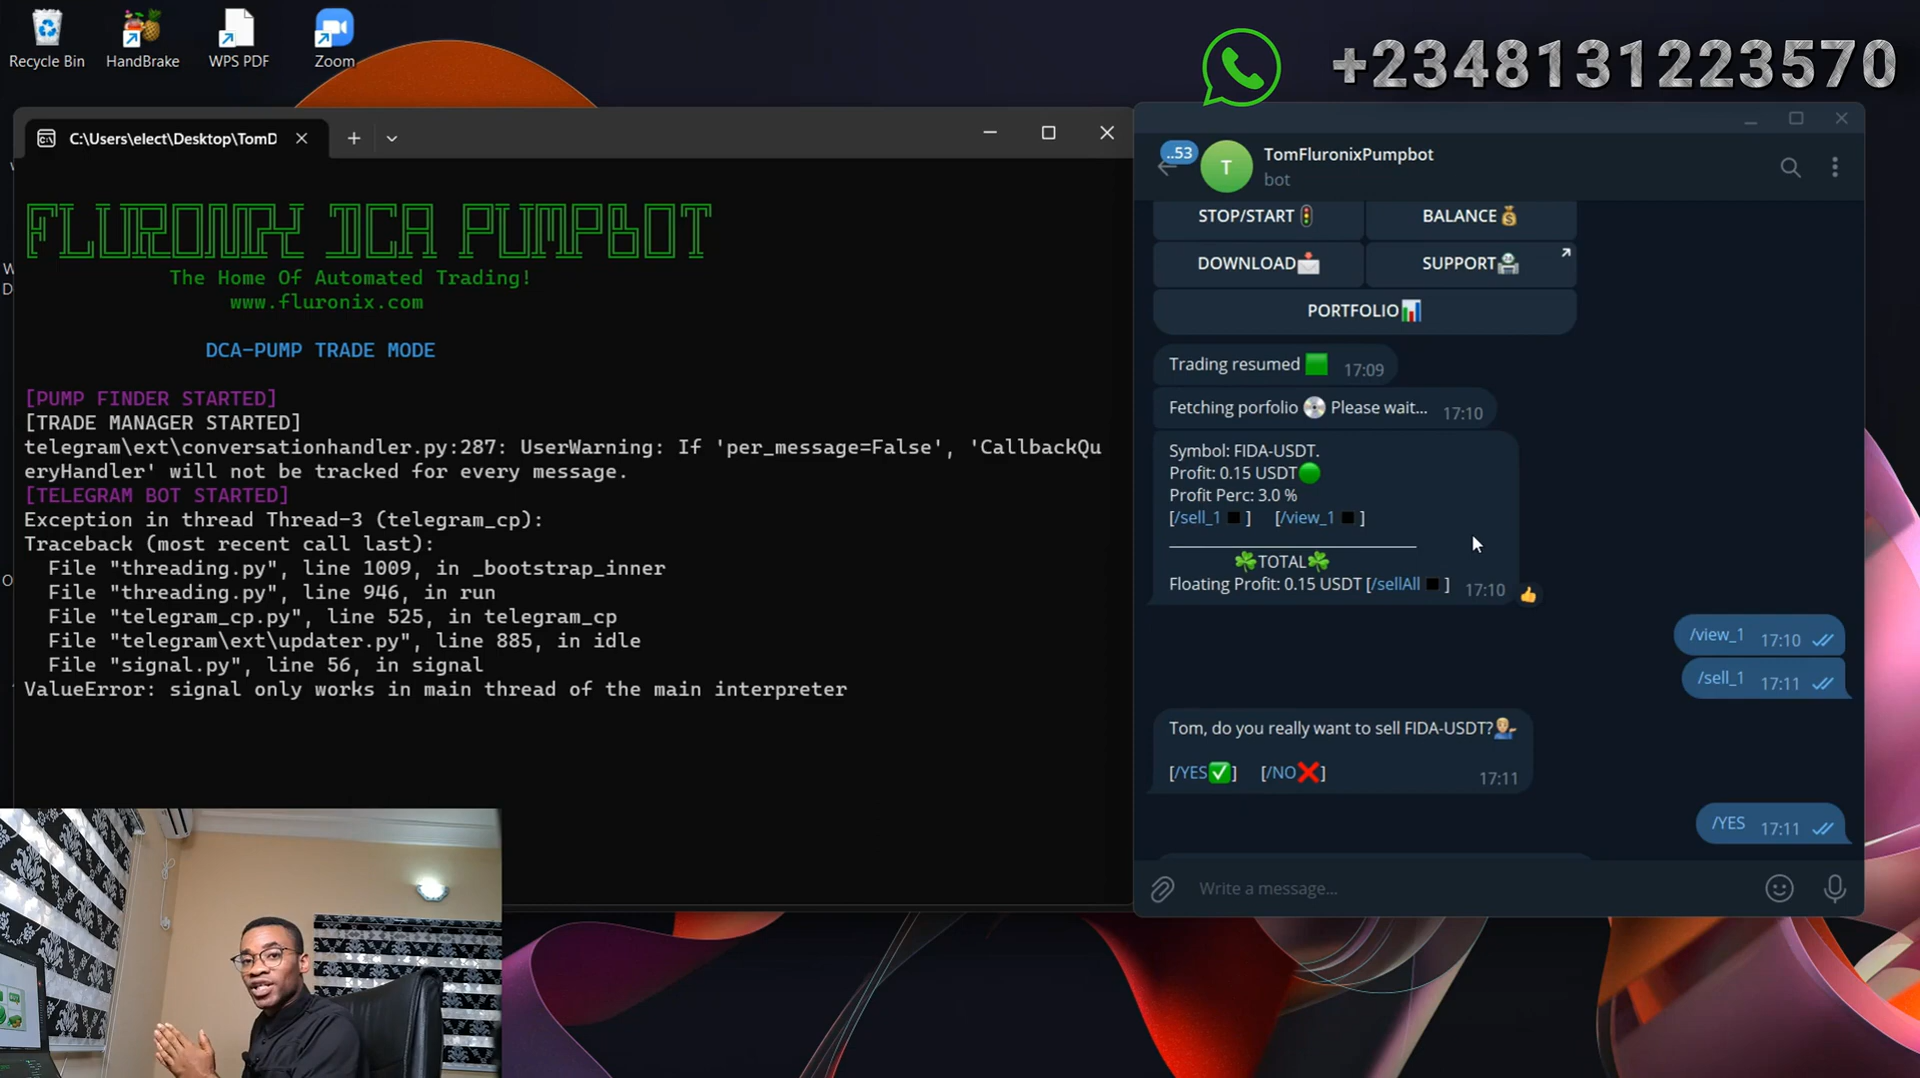 Recycle Bin
HandBrake
WPS PDF
Zoom
+2348131223570
C:\Users\elect\Desktop\TomD
FLURONIX DCA PUMPBOT
The Home Of Automated Trading!
www.fluronix.com
DCA-PUMP TRADE MODE
[PUMP FINDER STARTED]
[TRADE MANAGER STARTED]
telegram\ext\conversationhandler.py:287: UserWarning: If 'per_message=False', 'CallbackQu
eryHandler' will not be tracked for every message.
[TELEGRAM BOT STARTED]
Exception in thread Thread-3 (telegram_cp):
Traceback (most recent call last):
File "threading.py", line 1009, in _bootstrap_inner
File "threading.py", line 946, in run
File "telegram_cp.py", line 525, in telegram_cp
File "telegram\ext\updater.py", line 885, in idle
File "signal.py", line 56, in signal
ValueError: signal only works in main thread of the main interpreter
..53
T
TomFluronixPumpbot
bot
STOP/START
BALANCE
DOWNLOAD
SUPPORT
PORTFOLIO
Trading resumed 17:09
Fetching porfolio Please wait... 17:10
Symbol: FIDA-USDT.
Profit: 0.15 USDT
Profit Perc: 3.0 %
[/sell_1 ] [/view_1 ]
TOTAL
Floating Profit: 0.15 USDT [/sellAll ] 17:10
/view_1 17:10
/sell_1 17:11
Tom, do you really want to sell FIDA-USDT?
[/YES✅] [/NO❌] 17:11
/YES 17:11
Write a message...